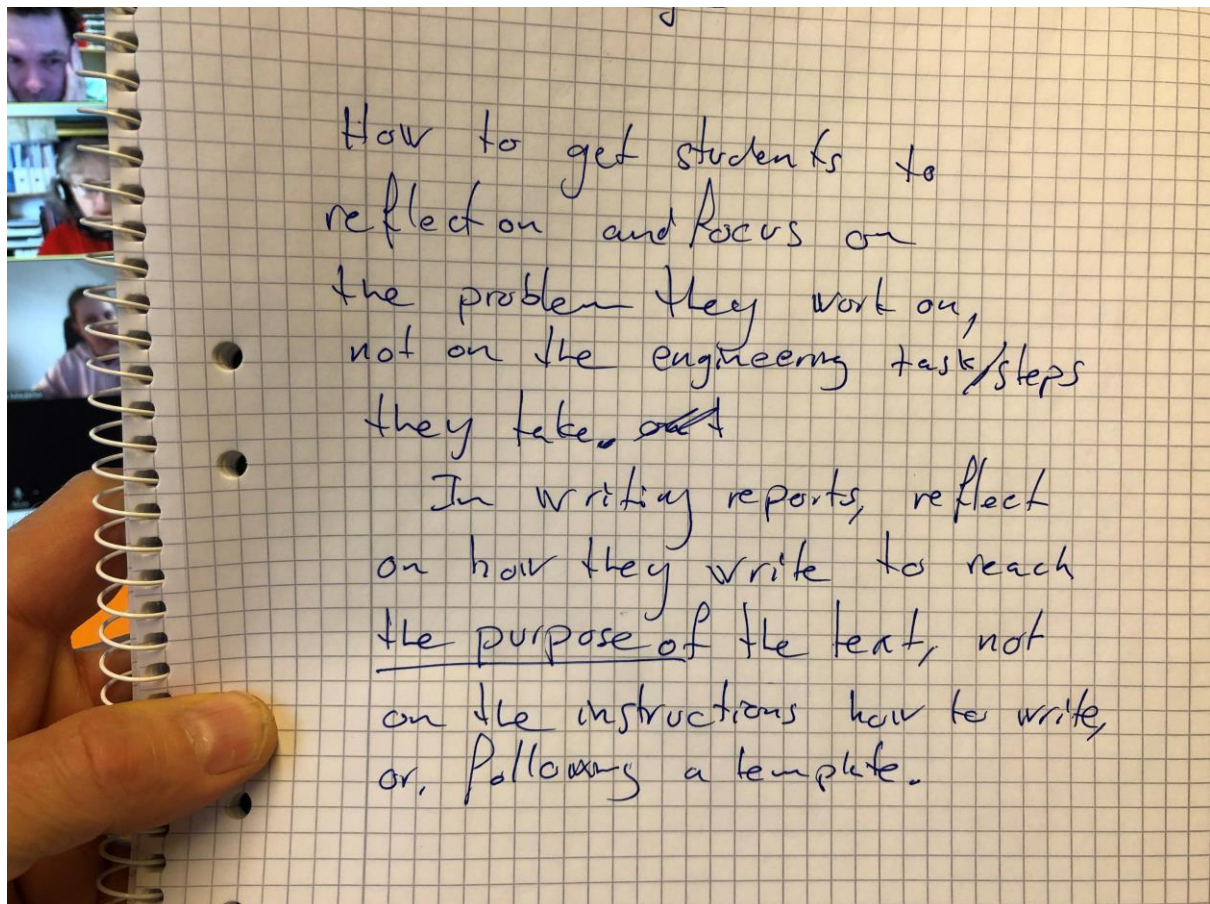 How to get students to
reflect on and focus on
the problem they work on,
not on the engineering task/steps
they take.
In writing reports, reflect
on how they write to reach
the purpose of the text, not
on the instructions how to write,
or, following a template.